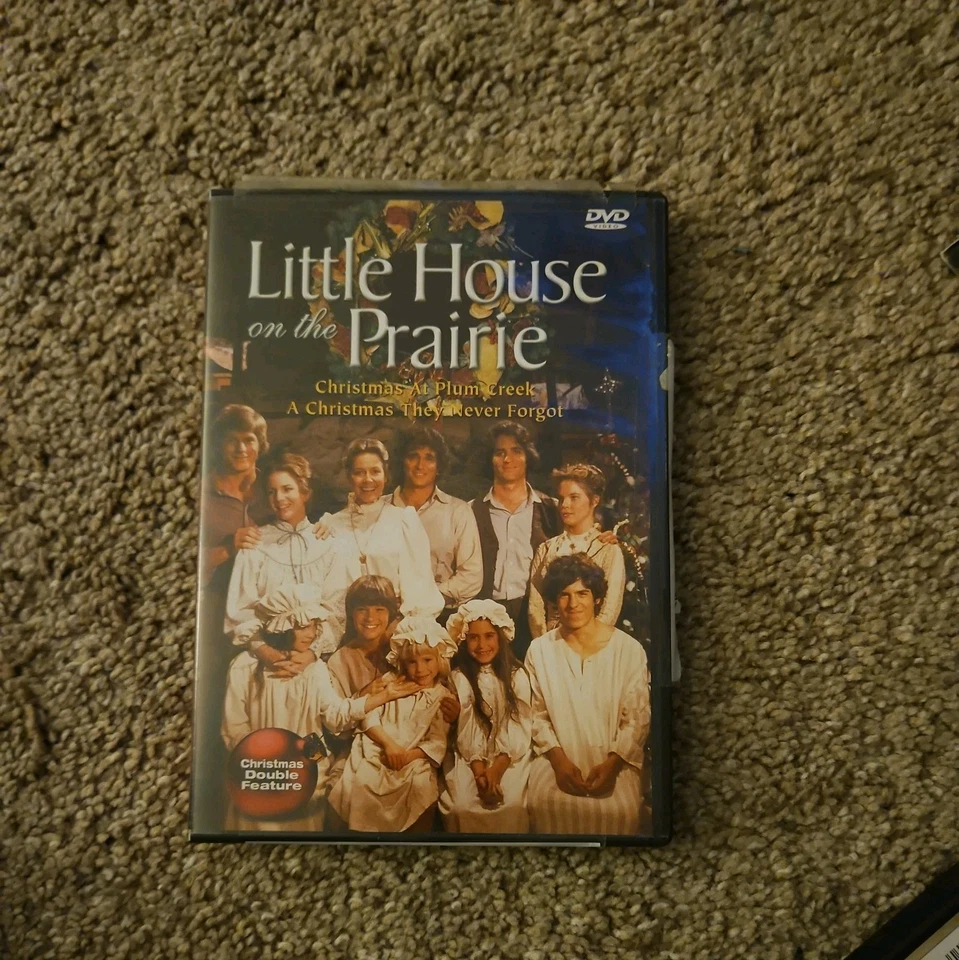 DVD
VIDEO
Little House
on the Prairie
Christmas At Plum Creek
A Christmas They Never Forgot
Christmas
Double
Feature